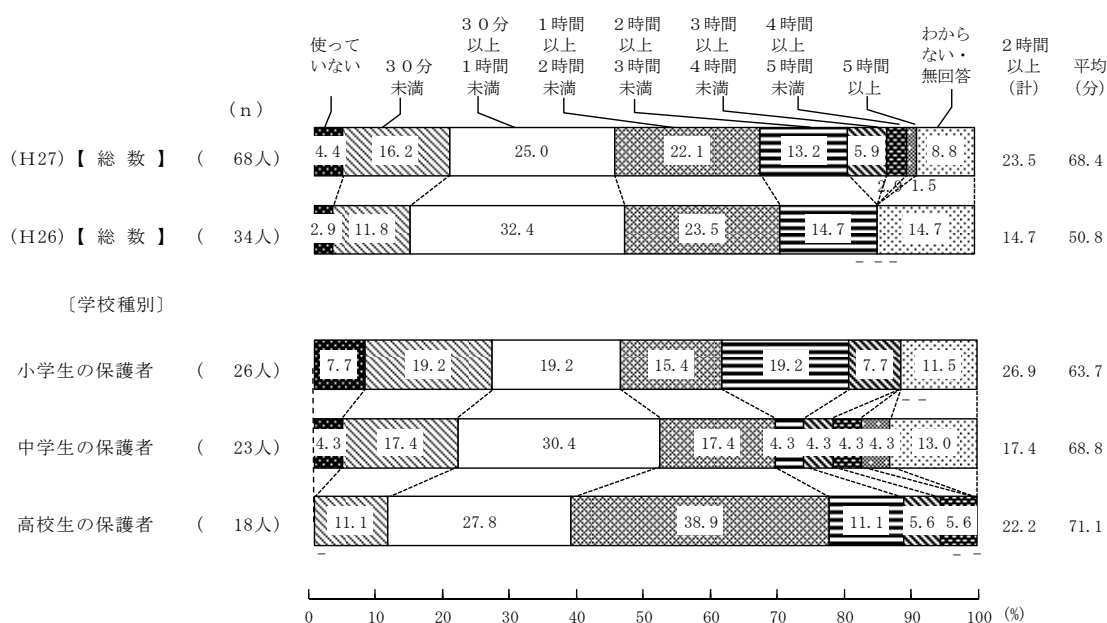 使って
いない
３０分
未満
３０分
以上
１時間
未満
１時間
以上
２時間
未満
２時間
以上
３時間
未満
３時間
以上
４時間
未満
４時間
以上
５時間
未満
５時間
以上
わから
ない・
無回答
２時間
以上
(計)
平均
(分)
(ｎ)
(H27)【 総 数 】 ( 68人) 4.4 16.2 25.0 22.1 13.2 5.9 2.9 1.5 8.8 23.5 68.4
(H26)【 総 数 】 ( 34人) 2.9 11.8 32.4 23.5 14.7 － － － 14.7 14.7 50.8
〔学校種別〕
小学生の保護者 ( 26人) 7.7 19.2 19.2 15.4 19.2 7.7 － － 11.5 26.9 63.7
中学生の保護者 ( 23人) 4.3 17.4 30.4 17.4 4.3 4.3 4.3 4.3 13.0 17.4 68.8
高校生の保護者 ( 18人) － 11.1 27.8 38.9 11.1 5.6 5.6 － － 22.2 71.1
0 10 20 30 40 50 60 70 80 90 100 (%)